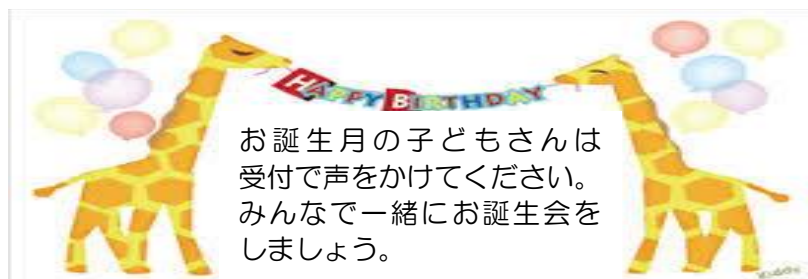 HAPPY BIRTHDAY
お誕生月の子どもさんは
受付で声をかけてください。
みんなで一緒にお誕生会を
しましょう。